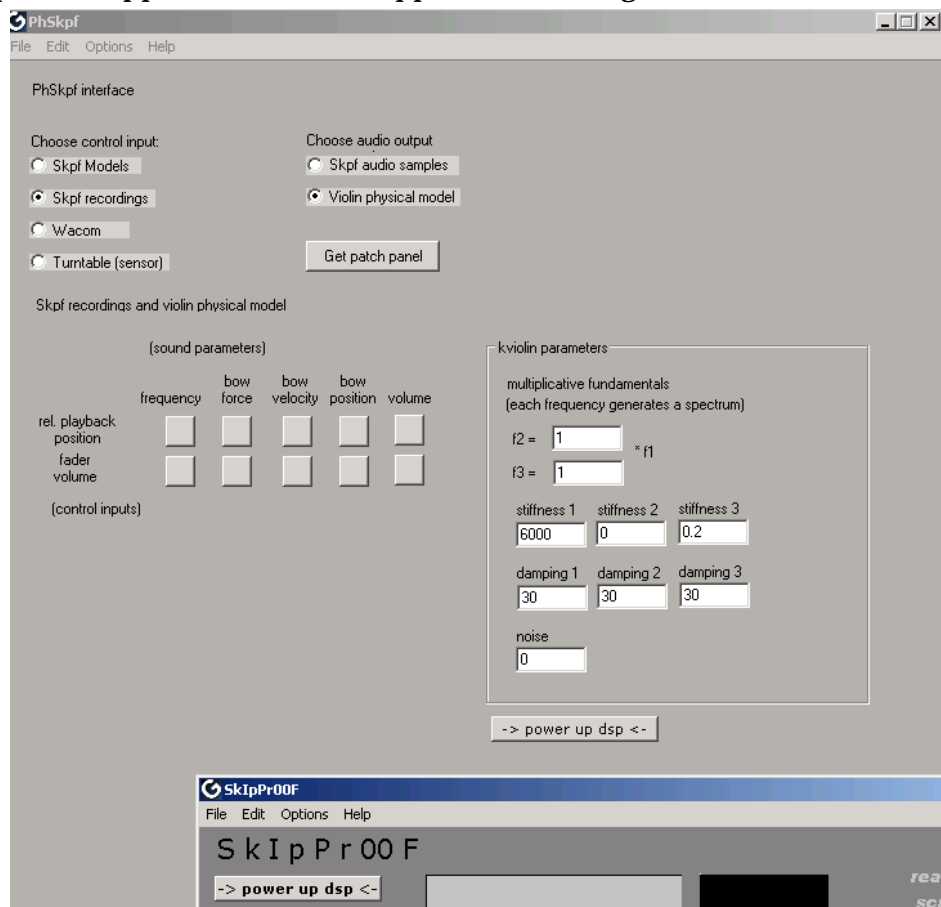 PhSkpf
File Edit Options Help
PhSkpf interface
Choose control input:
Skpf Models
Skpf recordings
Wacom
Turntable (sensor)
Choose audio output
Skpf audio samples
Violin physical model
Get patch panel
Skpf recordings and violin physical model
(sound parameters)
frequency bow force bow velocity bow position volume
rel. playback position
fader volume
(control inputs)
kviolin parameters
multiplicative fundamentals
(each frequency generates a spectrum)
f2 = 1
* f1
f3 = 1
stiffness 1 stiffness 2 stiffness 3
6000 0 0.2
damping 1 damping 2 damping 3
30 30 30
noise
0
-> power up dsp <-
SkIpPr00F
File Edit Options Help
S k I p P r 0 0 F
-> power up dsp <-